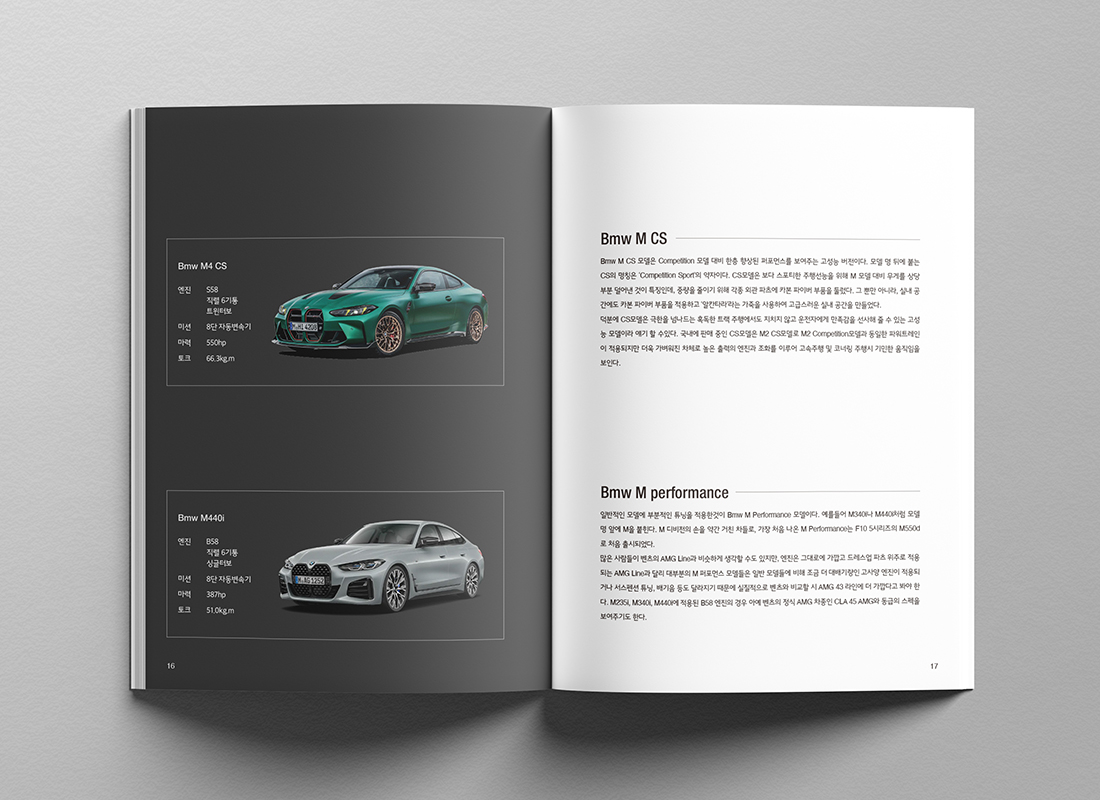 Bmw M4 CS
엔진 S58
직렬 6기통
트윈터보
미션 8단 자동변속기
마력 550hp
토크 66.3kg.m
Bmw M440i
엔진 B58
직렬 6기통
싱글터보
미션 8단 자동변속기
마력 387hp
토크 51.0kg.m
16
Bmw M CS
Bmw M CS 모델은 Competition 모델 대비 한층 향상된 퍼포먼스를 보여주는 고성능 버전이다. 모델 명 뒤에 붙는
CS의 명칭은 'Competition Sport'의 약자이다. CS모델은 보다 스포티한 주행선능을 위해 M 모델 대비 무게를 상당
부분 덜어낸 것이 특징인데, 중량을 줄이기 위해 각종 외관 파츠에 카본 파이버 부품을 둘렀다. 그 뿐만 아니라, 실내 공
간에도 카본 파이버 부품을 적용하고 '알칸타라'라는 가죽을 사용하여 고급스러운 실내 공간을 만들었다.
덕분에 CS모델은 극한을 넘나드는 혹독한 트랙 주행에서도 지치지 않고 운전자에게 만족감을 선사해 줄 수 있는 고성
능 모델이라 얘기 할 수있다. 국내에 판매 중인 CS모델은 M2 CS모델로 M2 Competition모델과 동일한 파워트레인
이 적용되지만 더욱 가벼워진 차체로 높은 출력의 엔진과 조화를 이루어 고속주행 및 코너링 주행시 기민한 움직임을
보인다.
Bmw M performance
일반적인 모델에 부분적인 튜닝을 적용한것이 Bmw M Performance 모델이다. 예를들어 M340i나 M440i처럼 모델
명 앞에 M을 붙힌다. M 디비전의 손을 약간 거친 차들로, 가장 처음 나온 M Performance는 F10 5시리즈의 M550d
로 처음 출시되었다.
많은 사람들이 벤츠의 AMG Line과 비슷하게 생각할 수도 있지만, 엔진은 그대로에 가깝고 드레스업 파츠 위주로 적용
되는 AMG Line과 달리 대부분의 M 퍼포먼스 모델들은 일반 모델들에 비해 조금 더 대배기량인 고사양 엔진이 적용되
거나 서스펜션 튜닝, 배기음 등도 달라지기 때문에 실질적으로 벤츠와 비교할 시 AMG 43 라인에 더 가깝다고 봐야 한
다. M235i, M340i, M440i에 적용된 B58 엔진의 경우 아예 벤츠의 정식 AMG 차종인 CLA 45 AMG와 동급의 스펙을
보여주기도 한다.
17